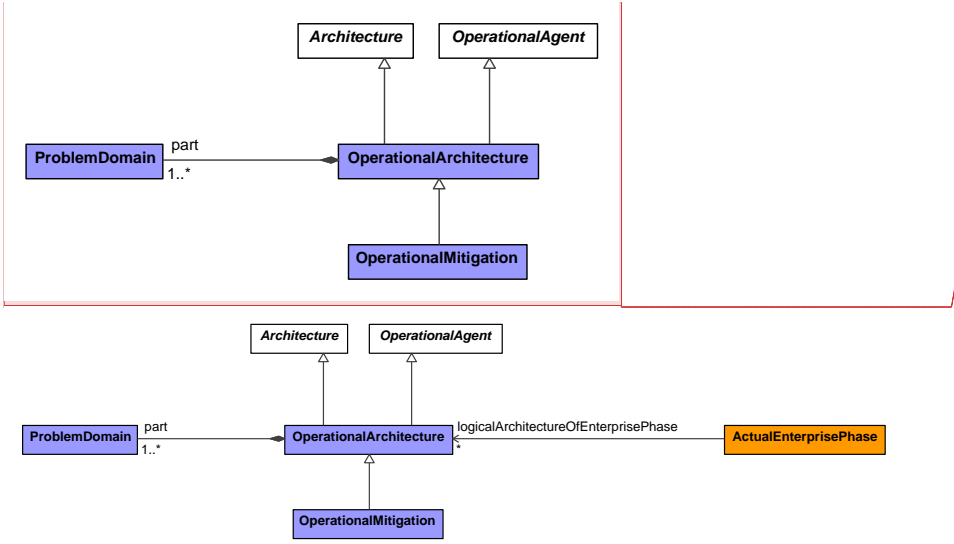 Architecture
OperationalAgent
part
ProblemDomain
OperationalArchitecture
1..*
OperationalMitigation
Architecture
OperationalAgent
part
logicalArchitectureOfEnterprisePhase
ProblemDomain
OperationalArchitecture
ActualEnterprisePhase
1..*
*
OperationalMitigation